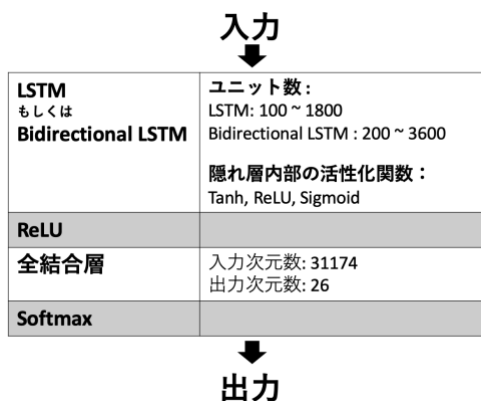 入力
LSTM
もしくは
Bidirectional LSTM
ユニット数 :
LSTM: 100 ~ 1800
Bidirectional LSTM : 200 ~ 3600
隠れ層内部の活性化関数：
Tanh, ReLU, Sigmoid
ReLU
全結合層
入力次元数: 31174
出力次元数: 26
Softmax
出力